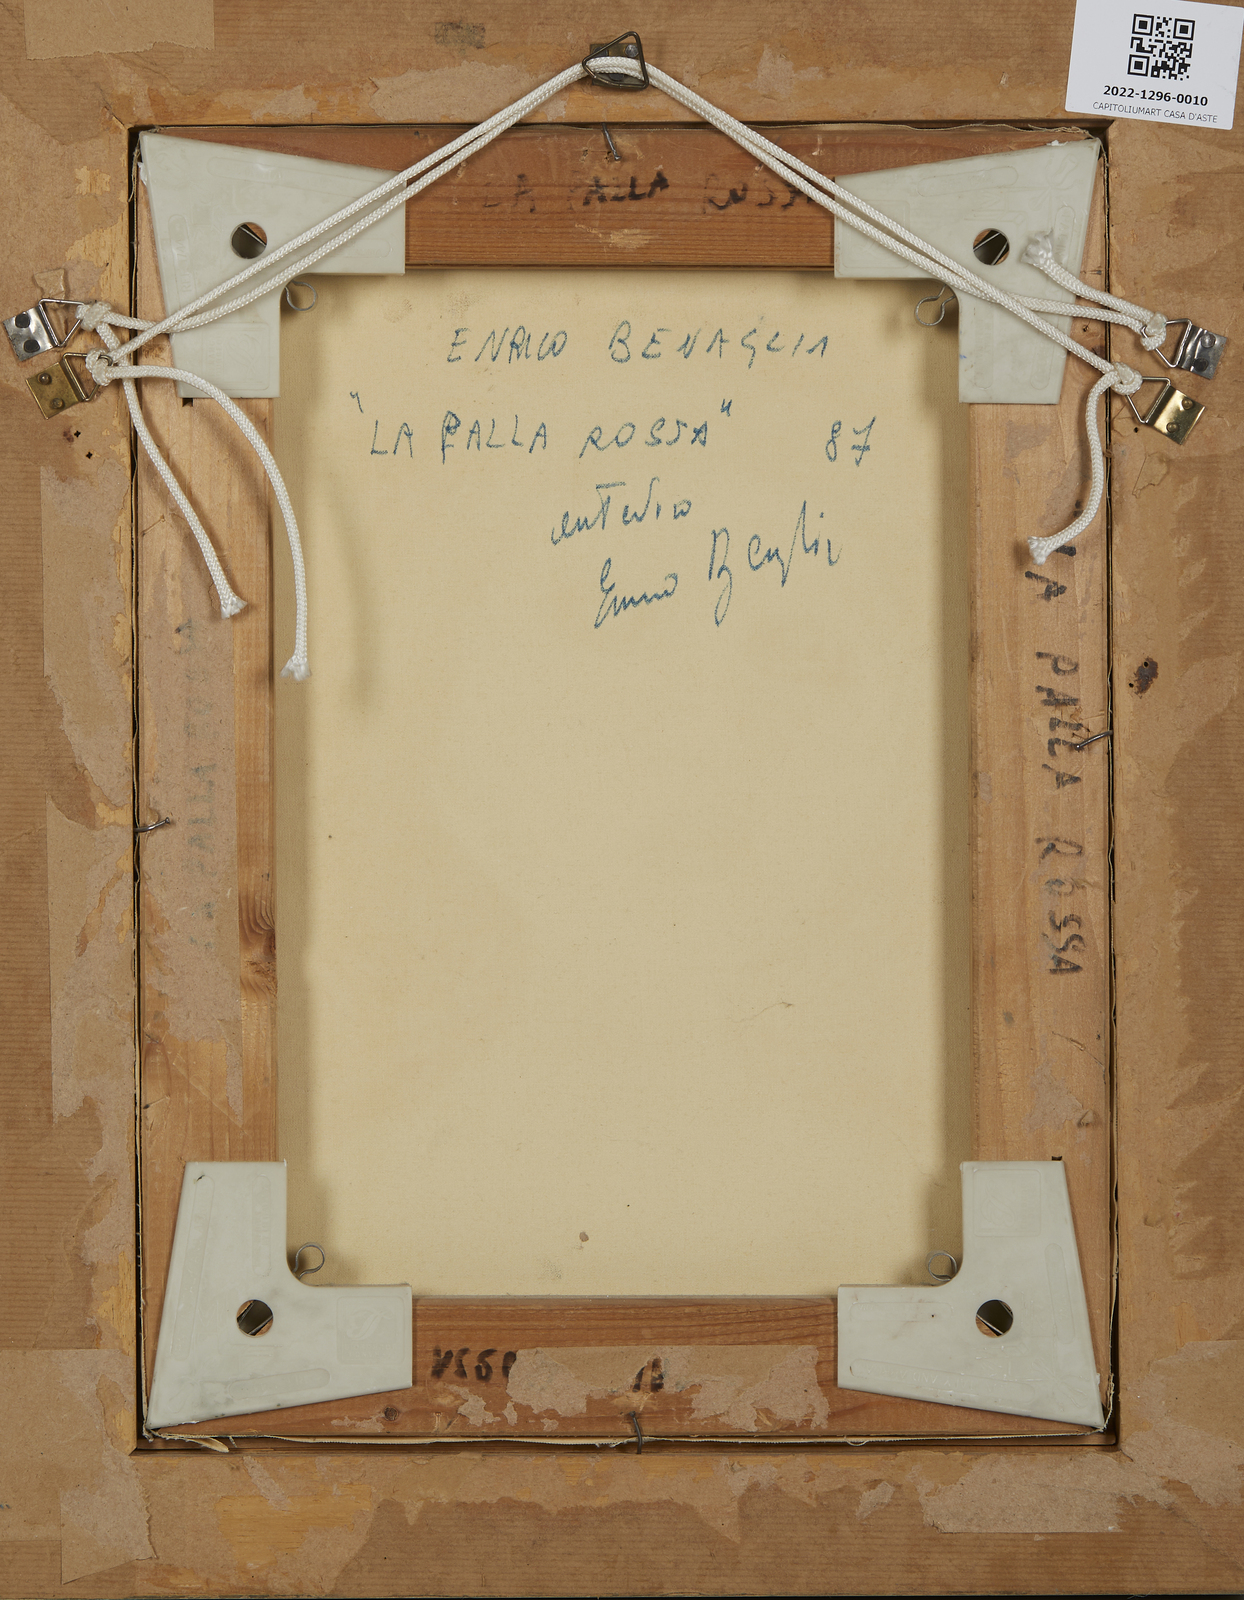 2022-1296-0010
CAPITOLIUMART CASA D'ASTE
LA PALLA ROSSA
ENRICO BENAGLIA
"LA PALLA ROSSA" 87
autentico
Enrico Benaglia
LA PALLA ROSSA